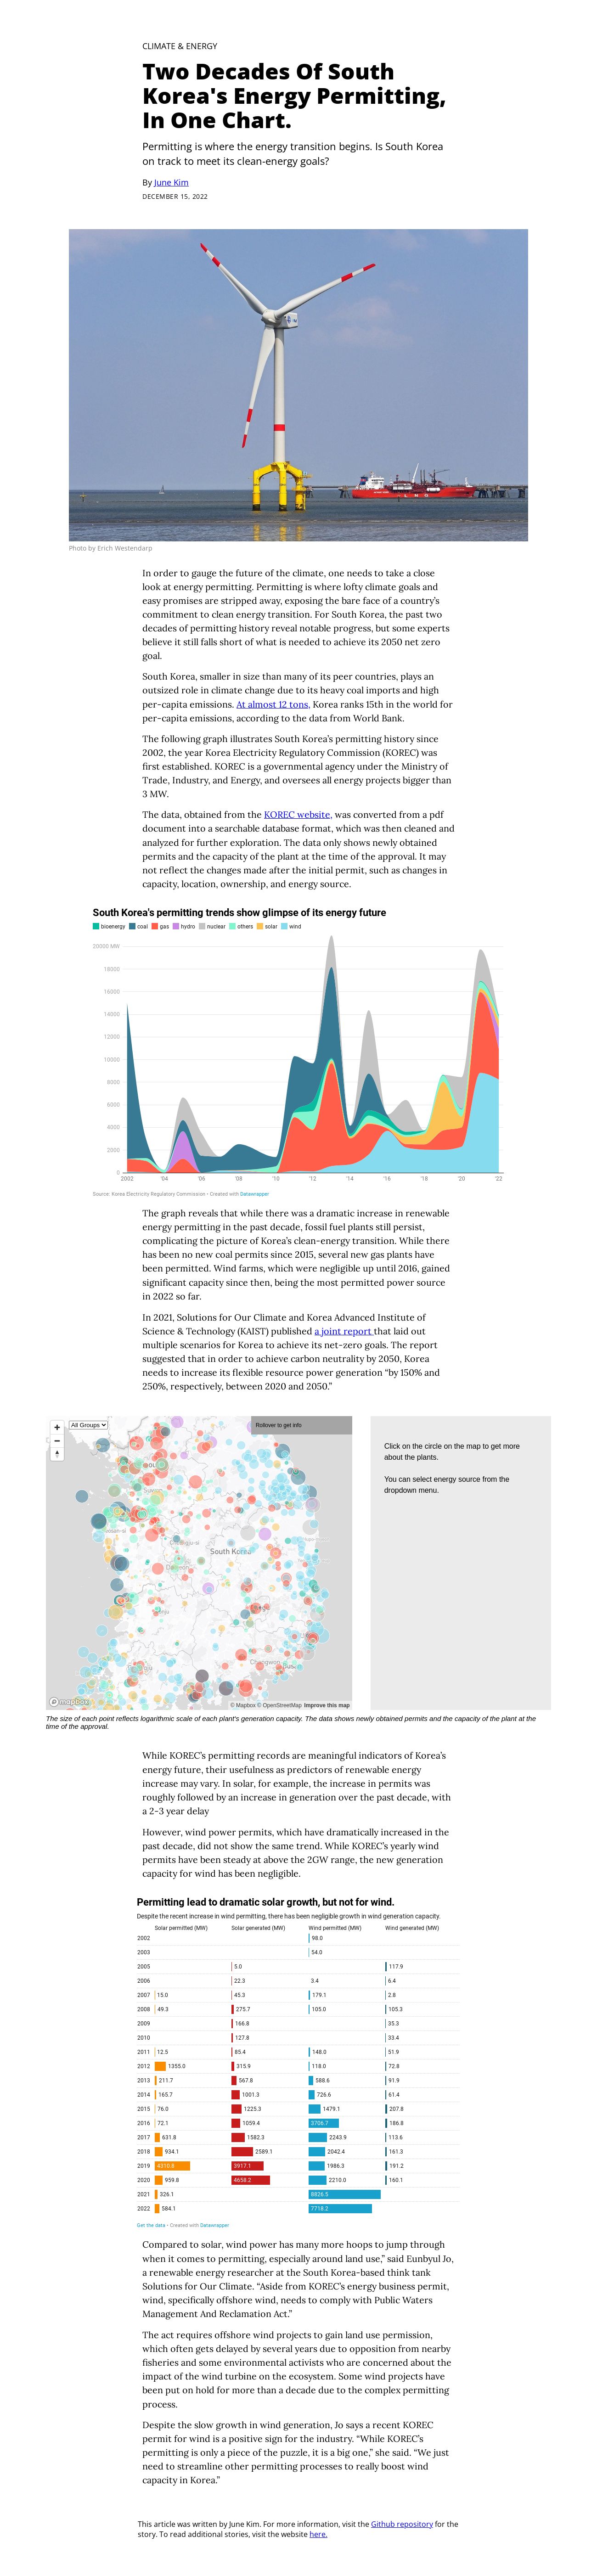 CLIMATE & ENERGY
Two Decades Of South
Korea's Energy Permitting,
In One Chart.
Permitting is where the energy transition begins. Is South Korea
on track to meet its clean-energy goals?
By June Kim
DECEMBER 15, 2022
Photo by Erich Westendarp
In order to gauge the future of the climate, one needs to take a close
look at energy permitting. Permitting is where lofty climate goals and
easy promises are stripped away, exposing the bare face of a country’s
commitment to clean energy transition. For South Korea, the past two
decades of permitting history reveal notable progress, but some experts
believe it still falls short of what is needed to achieve its 2050 net zero
goal.
South Korea, smaller in size than many of its peer countries, plays an
outsized role in climate change due to its heavy coal imports and high
per-capita emissions. At almost 12 tons, Korea ranks 15th in the world for
per-capita emissions, according to the data from World Bank.
The following graph illustrates South Korea’s permitting history since
2002, the year Korea Electricity Regulatory Commission (KOREC) was
first established. KOREC is a governmental agency under the Ministry of
Trade, Industry, and Energy, and oversees all energy projects bigger than
3 MW.
The data, obtained from the KOREC website, was converted from a pdf
document into a searchable database format, which was then cleaned and
analyzed for further exploration. The data only shows newly obtained
permits and the capacity of the plant at the time of the approval. It may
not reflect the changes made after the initial permit, such as changes in
capacity, location, ownership, and energy source.
South Korea's permitting trends show glimpse of its energy future
bioenergy coal gas hydro nuclear others solar wind
20000 MW
18000
16000
14000
12000
10000
8000
6000
4000
2000
0
2002 '04 '06 '08 '10 '12 '14 '16 '18 '20 '22
Source: Korea Electricity Regulatory Commission • Created with Datawrapper
The graph reveals that while there was a dramatic increase in renewable
energy permitting in the past decade, fossil fuel plants still persist,
complicating the picture of Korea’s clean-energy transition. While there
has been no new coal permits since 2015, several new gas plants have
been permitted. Wind farms, which were negligible up until 2016, gained
significant capacity since then, being the most permitted power source
in 2022 so far.
In 2021, Solutions for Our Climate and Korea Advanced Institute of
Science & Technology (KAIST) published a joint report that laid out
multiple scenarios for Korea to achieve its net-zero goals. The report
suggested that in order to achieve carbon neutrality by 2050, Korea
needs to increase its flexible resource power generation “by 150% and
250%, respectively, between 2020 and 2050.”
All Groups
Rollover to get info
South Korea
Changwon
mapbox
© Mapbox © OpenStreetMap Improve this map
Click on the circle on the map to get more
about the plants.
You can select energy source from the
dropdown menu.
The size of each point reflects logarithmic scale of each plant's generation capacity. The data shows newly obtained permits and the capacity of the plant at the
time of the approval.
While KOREC’s permitting records are meaningful indicators of Korea’s
energy future, their usefulness as predictors of renewable energy
increase may vary. In solar, for example, the increase in permits was
roughly followed by an increase in generation over the past decade, with
a 2-3 year delay
However, wind power permits, which have dramatically increased in the
past decade, did not show the same trend. While KOREC’s yearly wind
permits have been steady at above the 2GW range, the new generation
capacity for wind has been negligible.
Permitting lead to dramatic solar growth, but not for wind.
Despite the recent increase in wind permitting, there has been negligible growth in wind generation capacity.
Solar permitted (MW) Solar generated (MW) Wind permitted (MW) Wind generated (MW)
2002 98.0
2003 54.0
2005 5.0 117.9
2006 22.3 3.4 6.4
2007 15.0 45.3 179.1 2.8
2008 49.3 275.7 105.0 105.3
2009 166.8 35.3
2010 127.8 33.4
2011 12.5 85.4 148.0 51.9
2012 1355.0 315.9 118.0 72.8
2013 211.7 567.8 588.6 91.9
2014 165.7 1001.3 726.6 61.4
2015 76.0 1225.3 1479.1 207.8
2016 72.1 1059.4 3706.7 186.8
2017 631.8 1582.3 2243.9 113.6
2018 934.1 2589.1 2042.4 161.3
2019 4310.8 3917.1 1986.3 191.2
2020 959.8 4658.2 2210.0 160.1
2021 326.1 8826.5
2022 584.1 7718.2
Get the data • Created with Datawrapper
Compared to solar, wind power has many more hoops to jump through
when it comes to permitting, especially around land use,” said Eunbyul Jo,
a renewable energy researcher at the South Korea-based think tank
Solutions for Our Climate. “Aside from KOREC’s energy business permit,
wind, specifically offshore wind, needs to comply with Public Waters
Management And Reclamation Act.”
The act requires offshore wind projects to gain land use permission,
which often gets delayed by several years due to opposition from nearby
fisheries and some environmental activists who are concerned about the
impact of the wind turbine on the ecosystem. Some wind projects have
been put on hold for more than a decade due to the complex permitting
process.
Despite the slow growth in wind generation, Jo says a recent KOREC
permit for wind is a positive sign for the industry. “While KOREC’s
permitting is only a piece of the puzzle, it is a big one,” she said. “We just
need to streamline other permitting processes to really boost wind
capacity in Korea.”
This article was written by June Kim. For more information, visit the Github repository for the
story. To read additional stories, visit the website here.